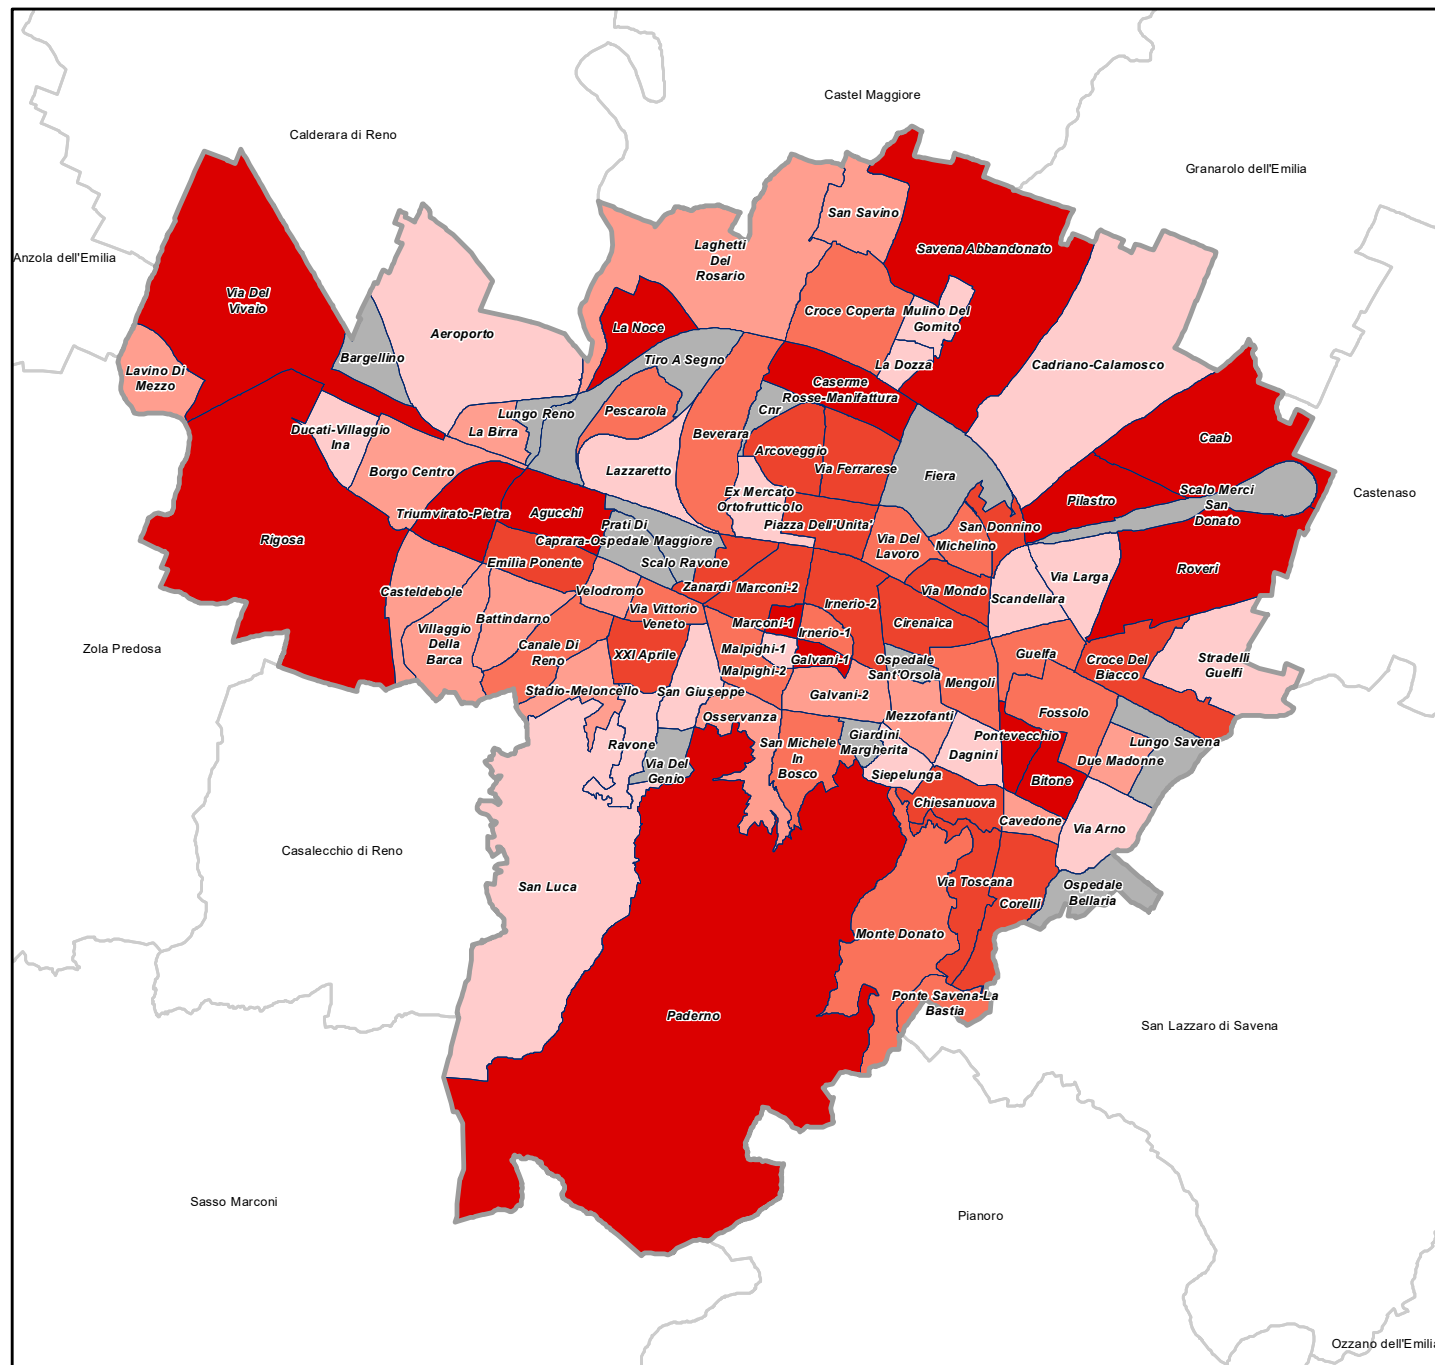 Castel Maggiore
Calderara di Reno
Granarolo dell'Emilia
San Savino
Laghetti
Del
Rosario
Savena Abbandonato
Anzola dell'Emilia
Via Del
Vivaio
Aeroporto
La Noce
Croce Coperta
Mulino Del
Gomito
Bargellino
Tiro A Segno
La Dozza
Cadriano-Calamosco
Lavino Di
Mezzo
Caserme
Rosse-Manifattura
Lungo Reno
Pescarola
Cnr
Ducati-Villaggio
Ina
La Birra
Beverara
Caab
Borgo Centro
Lazzaretto
Arcoveggio
Via Ferrarese
Fiera
Ex Mercato
Ortofrutticolo
Scalo Merci
San
Donato
Castenaso
Pilastro
Triumvirato-Pietra
Agucchi
Prati Di
Caprara-Ospedale Maggiore
Piazza Dell'Unita'
San Donnino
Rigosa
Via Del
Lavoro
Michelino
Emilia Ponente
Scalo Ravone
Roveri
Via Larga
Casteldebole
Velodromo
Zanardi
Marconi-2
Via Mondo
Scandellara
Via Vittorio
Veneto
Irnerio-2
Battindarno
Marconi-1
Irnerio-1
Cirenaica
Villaggio
Della
Barca
Canale Di
Reno
XXI Aprile
Malpighi-1
Galvani-1
Ospedale
Sant'Orsola
Guelfa
Croce Del
Biacco
Stradelli
Guelfi
Zola Predosa
Malpighi-2
Mengoli
Stadio-Meloncello
San Giuseppe
Galvani-2
Osservanza
Mezzofanti
Fossolo
Ravone
San Michele
In
Bosco
Giardini
Margherita
Pontevecchio
Lungo Savena
Dagnini
Via Del
Genio
Siepelunga
Bitone
Due Madonne
Chiesanuova
Cavedone
Via Arno
Casalecchio di Reno
San Luca
Via Toscana
Corelli
Ospedale
Bellaria
Monte Donato
Ponte Savena-La
Bastia
Paderno
San Lazzaro di Savena
Sasso Marconi
Pianoro